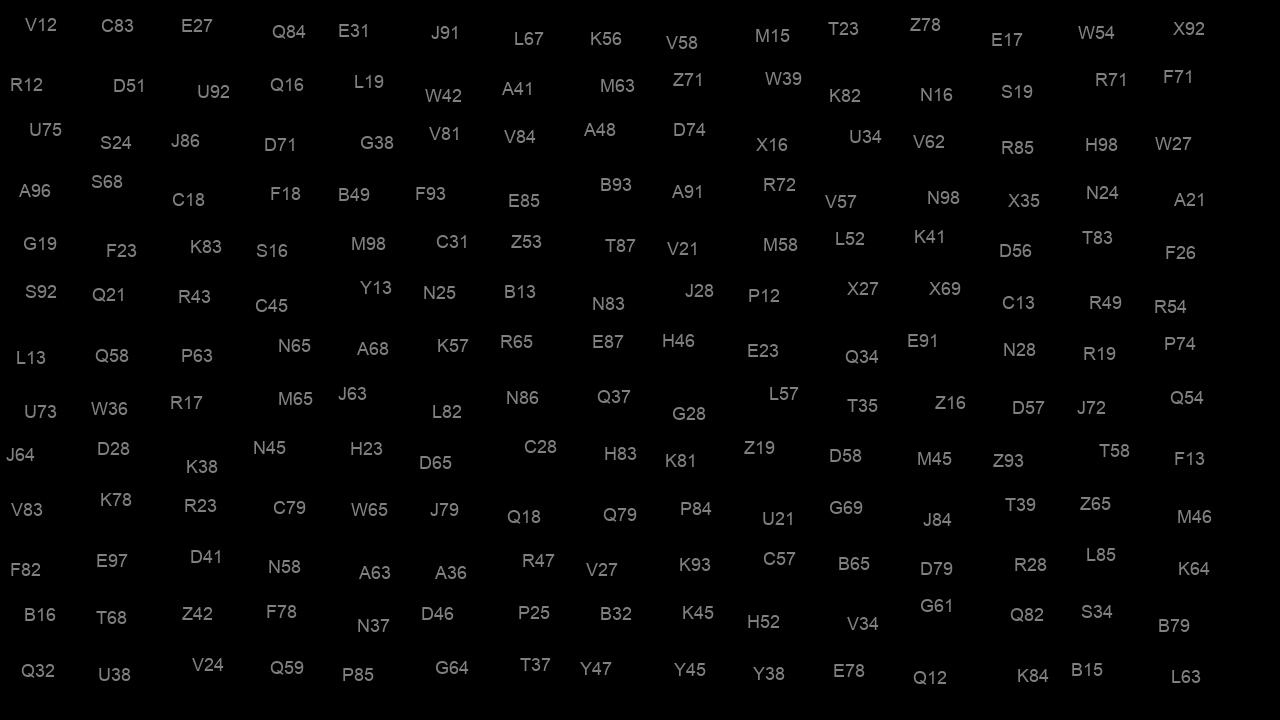 V12 C83 E27 Q84 E31 J91 L67 K56 V58 M15 T23 Z78 E17 W54 X92
R12 D51 U92 Q16 L19 W42 A41 M63 Z71 W39 K82 N16 S19 R71 F71
U75 S24 J86 D71 G38 V81 V84 A48 D74 X16 U34 V62 R85 H98 W27
A96 S68 C18 F18 B49 F93 E85 B93 A91 R72 V57 N98 X35 N24 A21
G19 F23 K83 S16 M98 C31 Z53 T87 V21 M58 L52 K41 D56 T83 F26
S92 Q21 R43 C45 Y13 N25 B13 N83 J28 P12 X27 X69 C13 R49 R54
L13 Q58 P63 N65 A68 K57 R65 E87 H46 E23 Q34 E91 N28 R19 P74
U73 W36 R17 M65 J63 L82 N86 Q37 G28 L57 T35 Z16 D57 J72 Q54
J64 D28 K38 N45 H23 D65 C28 H83 K81 Z19 D58 M45 Z93 T58 F13
V83 K78 R23 C79 W65 J79 Q18 Q79 P84 U21 G69 J84 T39 Z65 M46
F82 E97 D41 N58 A63 A36 R47 V27 K93 C57 B65 D79 R28 L85 K64
B16 T68 Z42 F78 N37 D46 P25 B32 K45 H52 V34 G61 Q82 S34 B79
Q32 U38 V24 Q59 P85 G64 T37 Y47 Y45 Y38 E78 Q12 K84 B15 L63